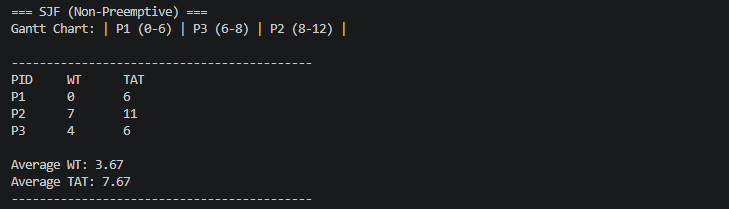 === SJF (Non-Preemptive) ===
Gantt Chart: | P1 (0-6) | P3 (6-8) | P2 (8-12) |
-------------------------------------------
PID WT TAT
P1 0 6
P2 7 11
P3 4 6
Average WT: 3.67
Average TAT: 7.67
-------------------------------------------